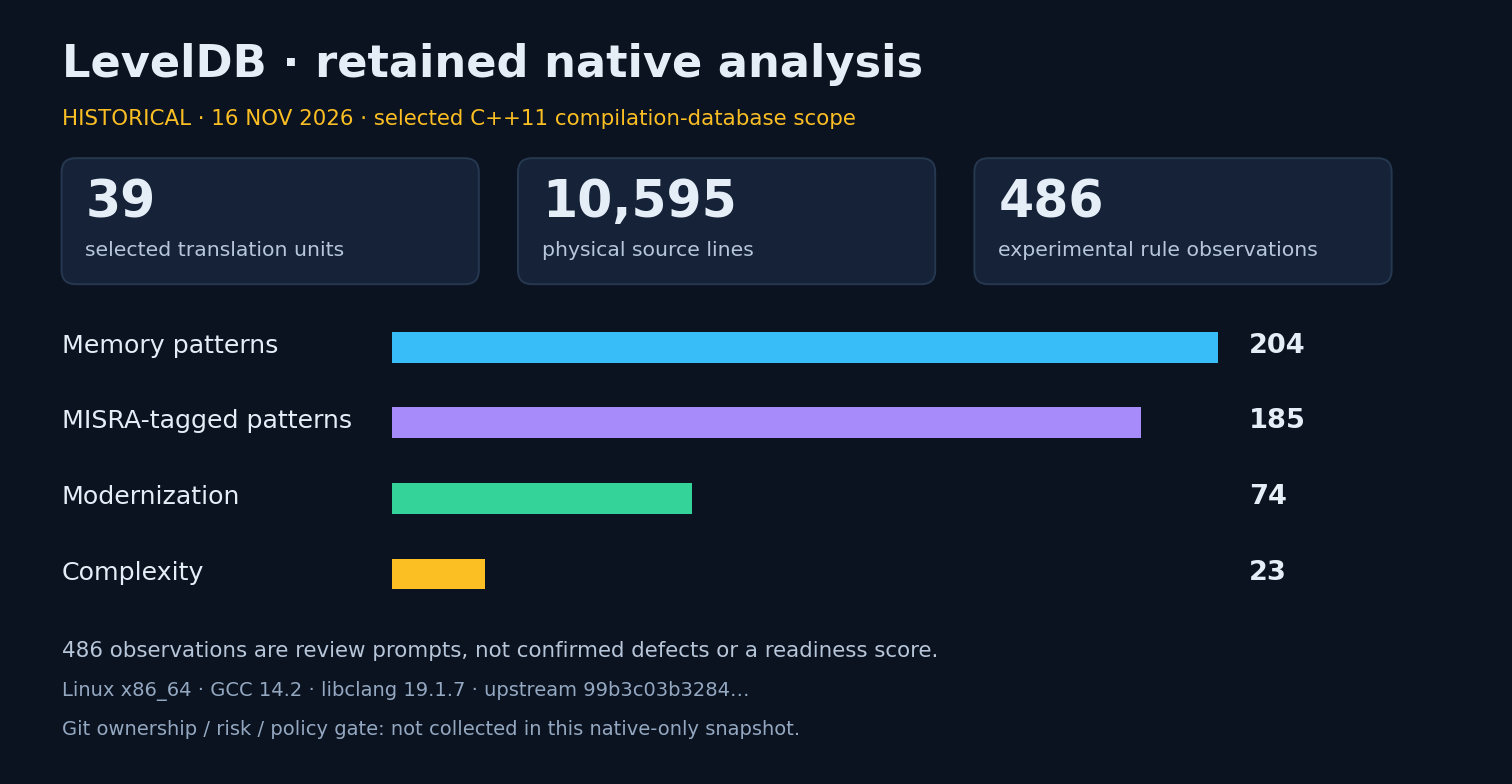 LevelDB · retained native analysis
HISTORICAL · 16 NOV 2026 · selected C++11 compilation-database scope
39
selected translation units
10,595
physical source lines
486
experimental rule observations
Memory patterns 204
MISRA-tagged patterns 185
Modernization 74
Complexity 23
486 observations are review prompts, not confirmed defects or a readiness score.
Linux x86_64 · GCC 14.2 · libclang 19.1.7 · upstream 99b3c03b3284…
Git ownership / risk / policy gate: not collected in this native-only snapshot.